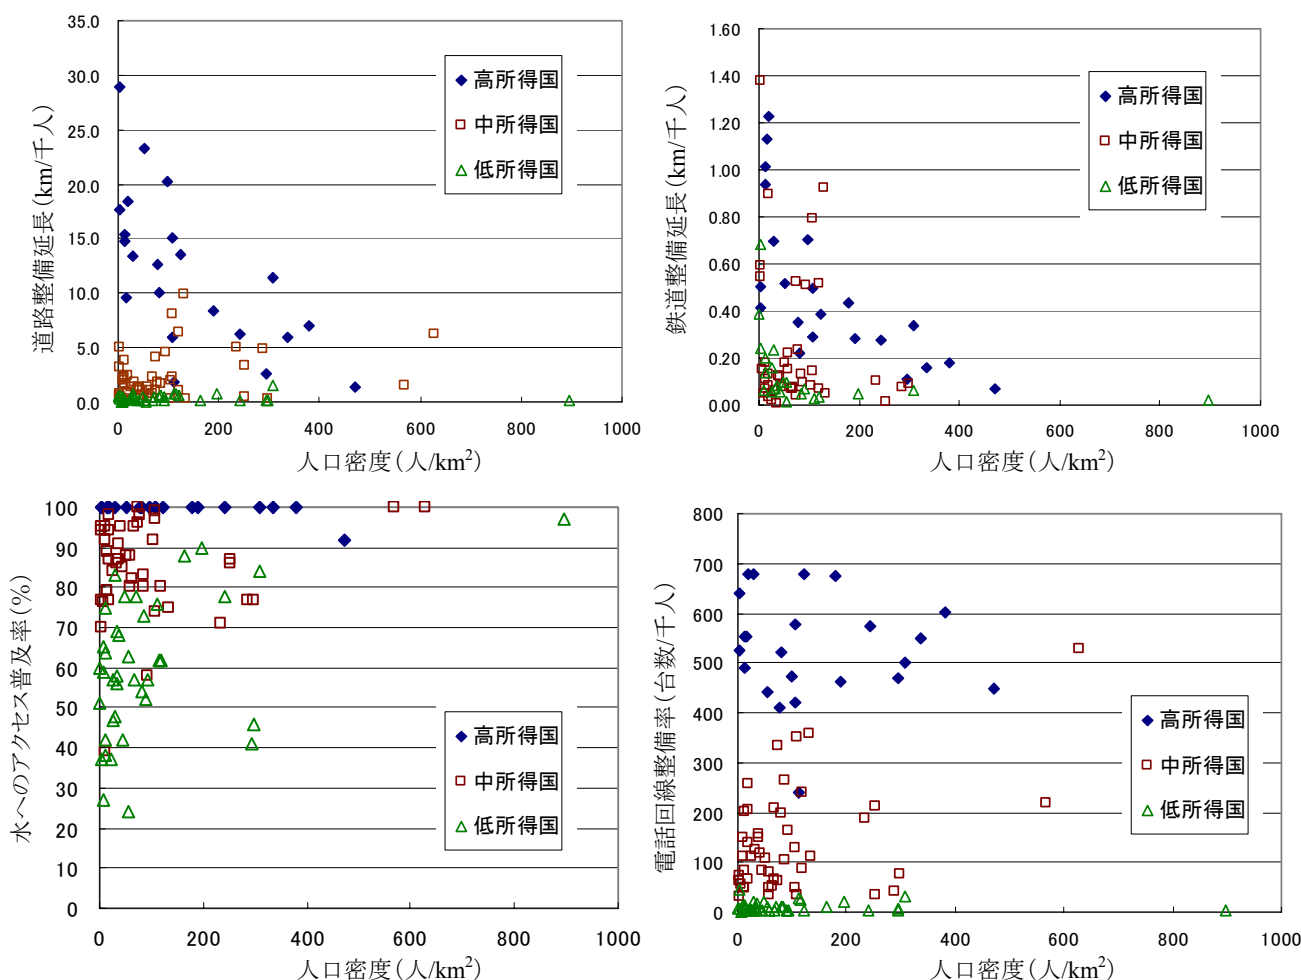 道路整備延長(km/千人)
35.0
30.0
25.0
20.0
15.0
10.0
5.0
0.0
0 200 400 600 800 1000
人口密度(人/km²)
高所得国
中所得国
低所得国
鉄道整備延長(km/千人)
1.60
1.40
1.20
1.00
0.80
0.60
0.40
0.20
0.00
0 200 400 600 800 1000
人口密度(人/km²)
高所得国
中所得国
低所得国
水へのアクセス普及率(%)
100
90
80
70
60
50
40
30
20
10
0
0 200 400 600 800 1000
人口密度(人/km²)
高所得国
中所得国
低所得国
電話回線整備率(台数/千人)
800
700
600
500
400
300
200
100
0
0 200 400 600 800 1000
人口密度(人/km²)
高所得国
中所得国
低所得国